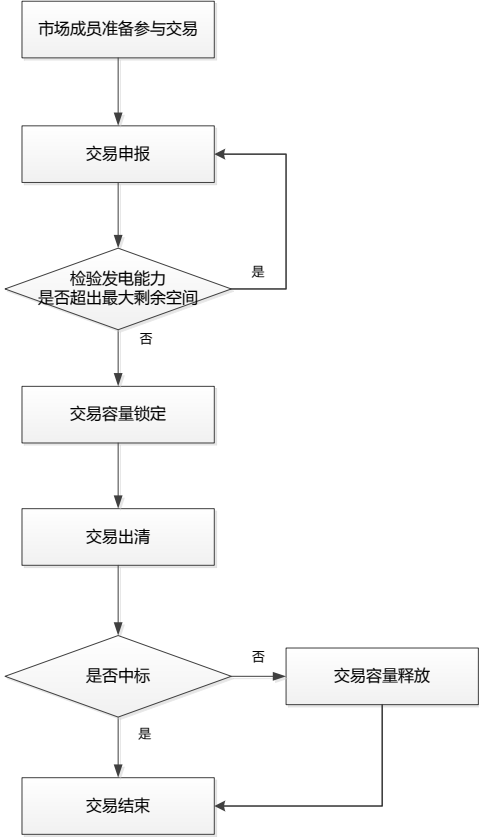 市场成员准备参与交易
交易申报
检验发电能力
是否超出最大剩余空间
是
否
交易容量锁定
交易出清
是否中标
否
交易容量释放
是
交易结束